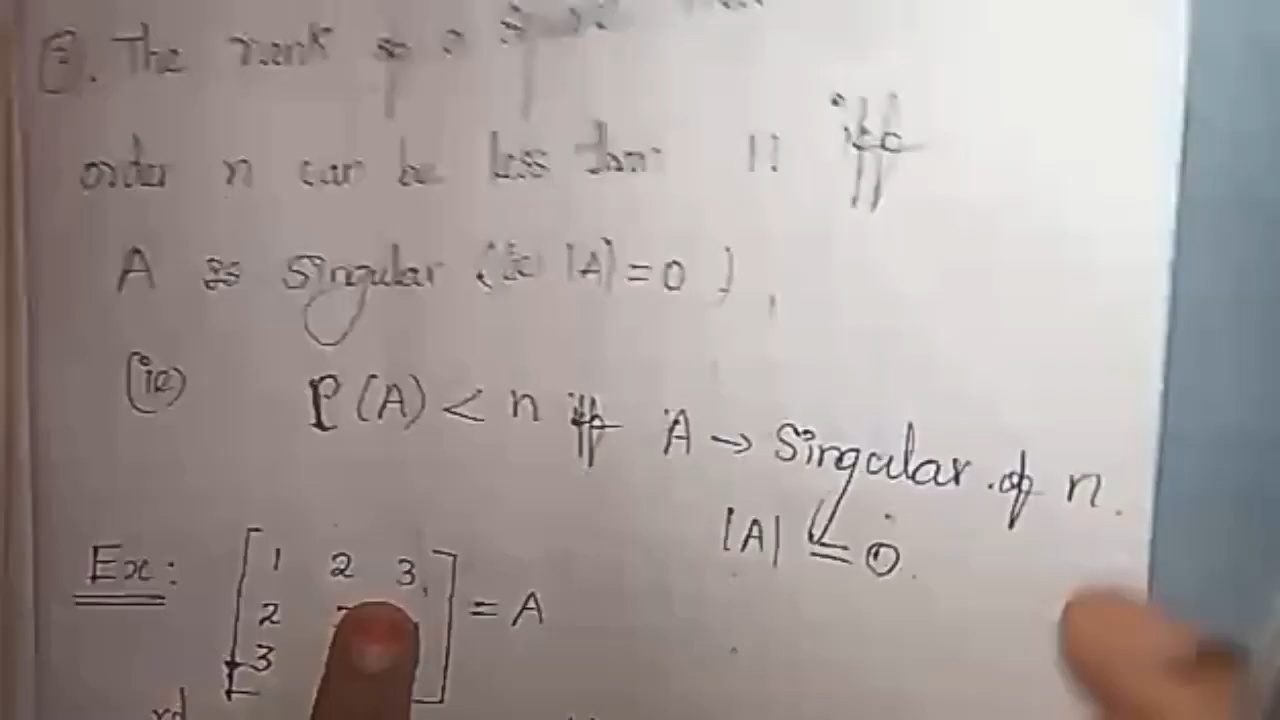 ③. The rank of a
order n can be less than n iff
A is singular (ie |A| = 0),
(ie) ρ(A) < n iff A → Singular of n.
|A| = 0.
Ex: [1 2 3 = A
2
3
rd